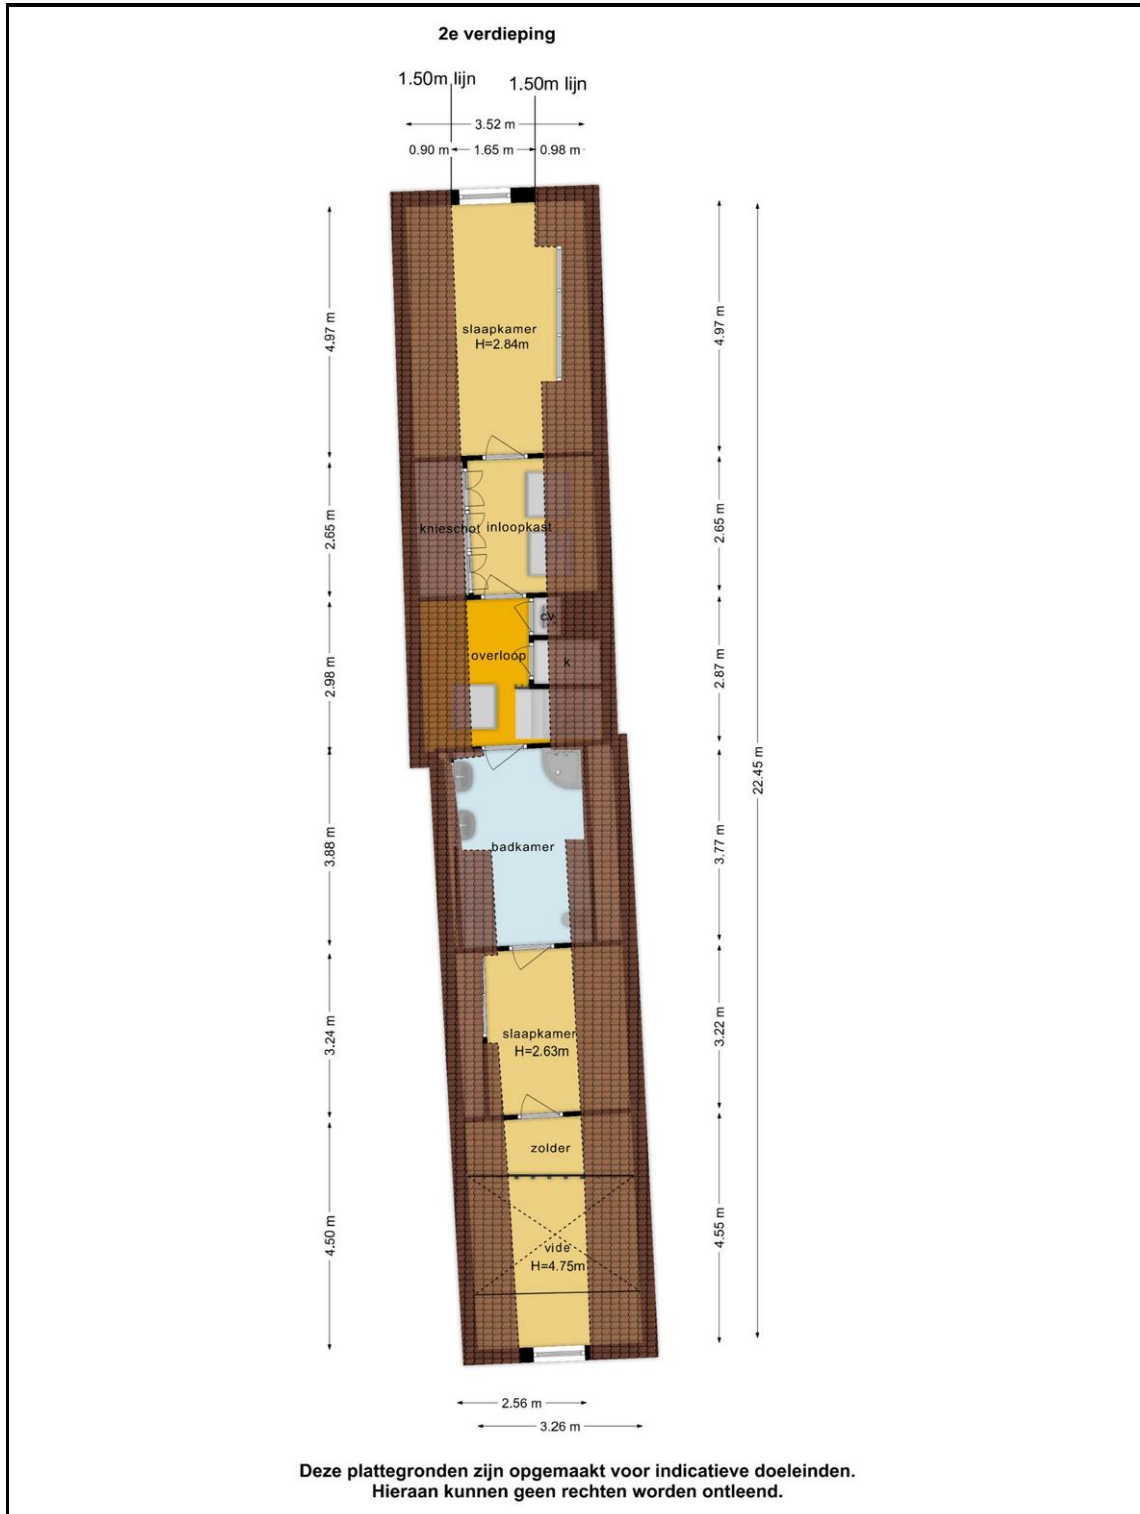 2e verdieping
1.50m lijn
1.50m lijn
3.52 m
0.90 m
1.65 m
0.98 m
4.97 m
4.97 m
slaapkamer
H=2.84m
2.65 m
2.65 m
knieschot
inloopkast
cv
overloop
k
2.98 m
2.87 m
22.45 m
badkamer
3.88 m
3.77 m
slaapkamer
H=2.63m
3.24 m
3.22 m
zolder
4.50 m
4.55 m
vide
H=4.75m
2.56 m
3.26 m
Deze plattegronden zijn opgemaakt voor indicatieve doeleinden.
Hieraan kunnen geen rechten worden ontleend.